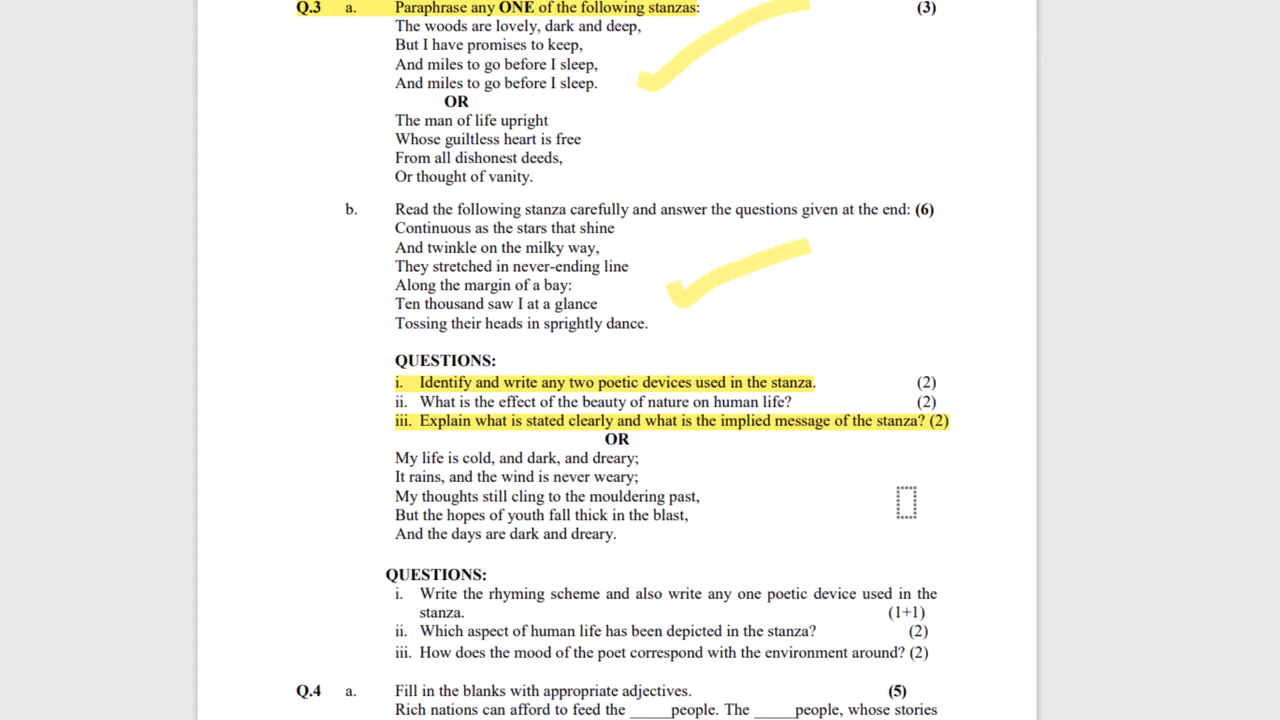 Q.3 a. Paraphrase any ONE of the following stanzas: (3)
The woods are lovely, dark and deep,
But I have promises to keep,
And miles to go before I sleep,
And miles to go before I sleep.
OR
The man of life upright
Whose guiltless heart is free
From all dishonest deeds,
Or thought of vanity.
b. Read the following stanza carefully and answer the questions given at the end: (6)
Continuous as the stars that shine
And twinkle on the milky way,
They stretched in never-ending line
Along the margin of a bay:
Ten thousand saw I at a glance
Tossing their heads in sprightly dance.
QUESTIONS:
i. Identify and write any two poetic devices used in the stanza. (2)
ii. What is the effect of the beauty of nature on human life? (2)
iii. Explain what is stated clearly and what is the implied message of the stanza? (2)
OR
My life is cold, and dark, and dreary;
It rains, and the wind is never weary;
My thoughts still cling to the mouldering past,
But the hopes of youth fall thick in the blast,
And the days are dark and dreary.
QUESTIONS:
i. Write the rhyming scheme and also write any one poetic device used in the
stanza. (1+1)
ii. Which aspect of human life has been depicted in the stanza? (2)
iii. How does the mood of the poet correspond with the environment around? (2)
Q.4 a. Fill in the blanks with appropriate adjectives. (5)
Rich nations can afford to feed the _____people. The _____people, whose stories